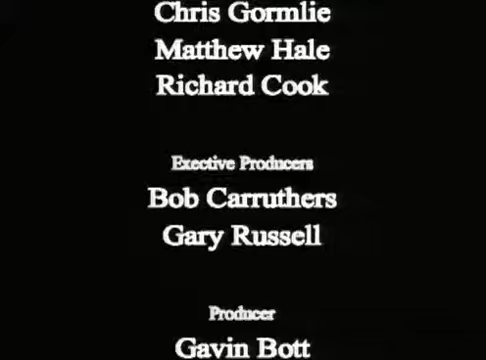 Chris Gormlie
Matthew Hale
Richard Cook
Exective Producers
Bob Carruthers
Gary Russell
Producer
Gavin Bott